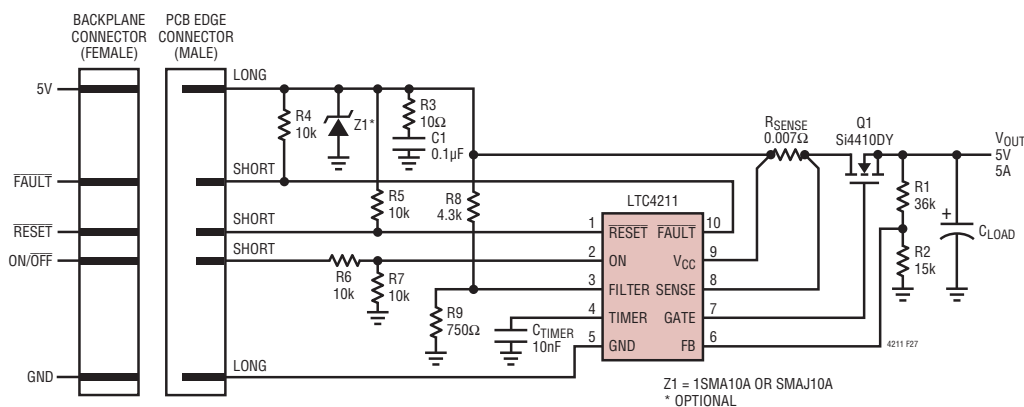 BACKPLANE
CONNECTOR
(FEMALE)
PCB EDGE
CONNECTOR
(MALE)
LONG
5V
R4
10k
Z1*
R3
10Ω
C1
0.1µF
RSENSE
0.007Ω
Q1
Si4410DY
VOUT
5V
5A
SHORT
FAULT
R5
10k
R8
4.3k
LTC4211
R1
36k
SHORT
RESET
1
RESET
FAULT
10
+
CLOAD
SHORT
ON/OFF
2
ON
VCC
9
R2
15k
R6
10k
R7
10k
3
FILTER
SENSE
8
R9
750Ω
4
TIMER
GATE
7
CTIMER
10nF
5
GND
FB
6
4211 F27
LONG
GND
Z1 = 1SMA10A OR SMAJ10A
* OPTIONAL